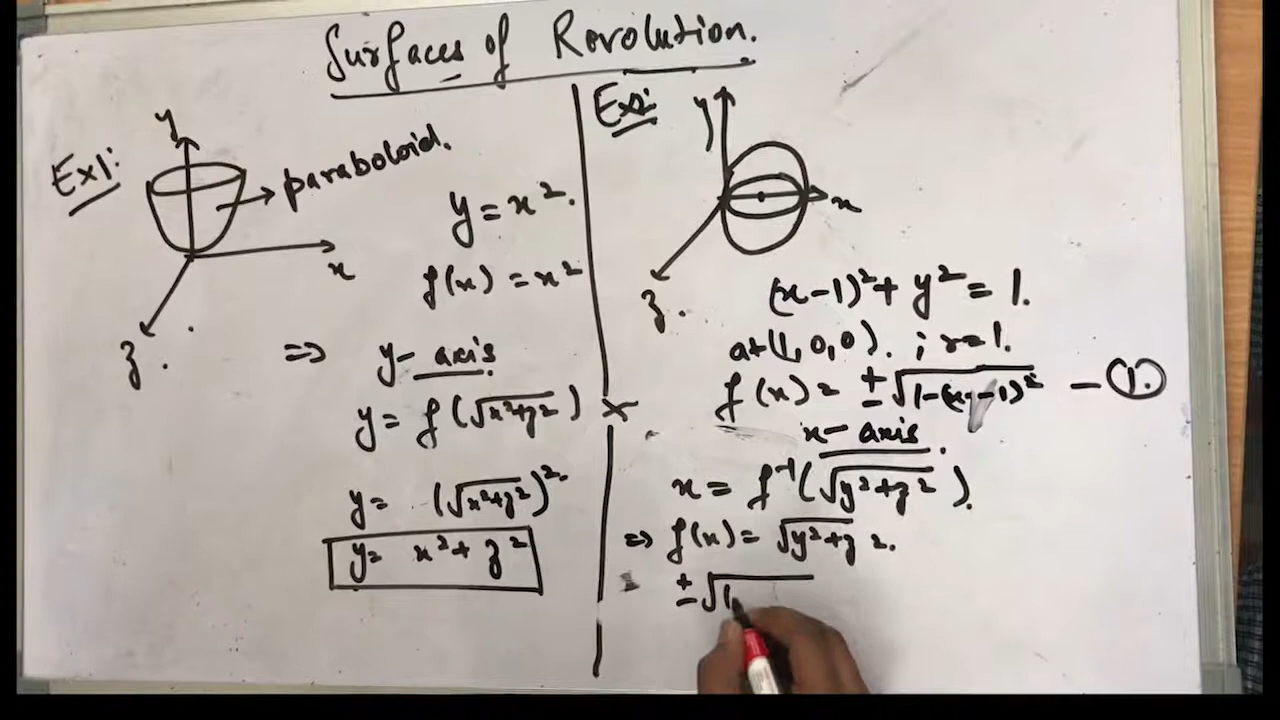 Surfaces of Revolution.
Ex1:
y
paraboloid.
x
z.
y = x².
f(x) = x²
⇒ y- axis
y = f(√x²+z²)
y = (√x²+z²)².
y = x² + z²
Ex2:
y
x
z.
(x-1)² + y² = 1.
at (1,0,0). ; r=1.
f(x) = ±√1-(x-1)² - ①.
x- axis.
x = f⁻¹(√y²+z²).
⇒ f(x) = √y²+z².
±√1